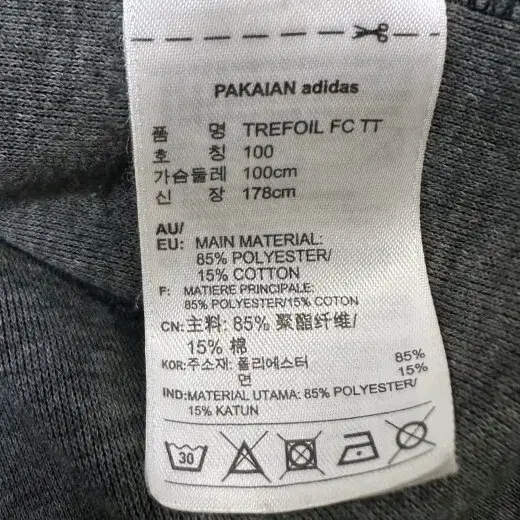 PAKAIAN adidas
품 명 TREFOIL FC TT
호 칭 100
가슴둘레 100cm
신 장 178cm
AU/
EU: MAIN MATERIAL:
85% POLYESTER/
15% COTTON
F: MATIERE PRINCIPALE:
85% POLYESTER/15% COTON
CN:主料: 85% 聚酯纤维/
15% 棉
KOR:주소재: 폴리에스터 85%
면 15%
IND:MATERIAL UTAMA: 85% POLYESTER/
15% KATUN
30